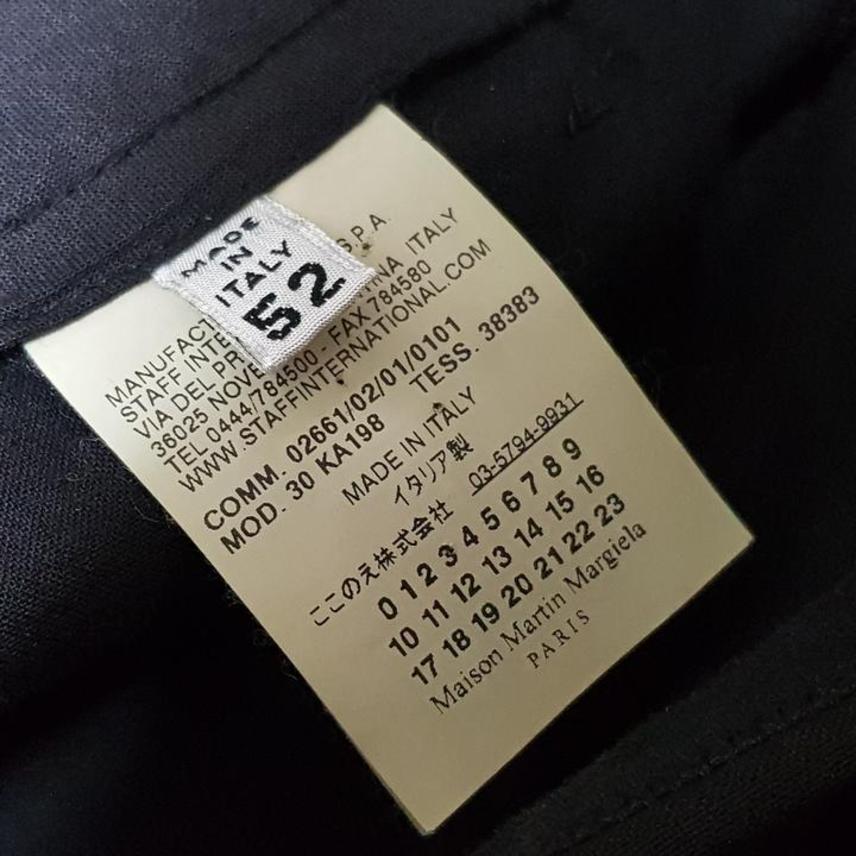 MADE
IN
ITALY
52
MANUFACT S.P.A.
STAFF INTER
VIA DEL PR ITALY
36025 NOVE FAX 784580
TEL.0444/784500 - 
WWW.STAFFINTERNATIONAL.COM
COMM. 02661/02/01/0101
MOD. 30 KA198 TESS. 38383
MADE IN ITALY
イタリア製
ここのえ株式会社 03-5794-9931
0 1 2 3 4 5 6 7 8 9
10 11 12 13 14 15 16
17 18 19 20 21 22 23
Maison Martin Margiela
PARIS